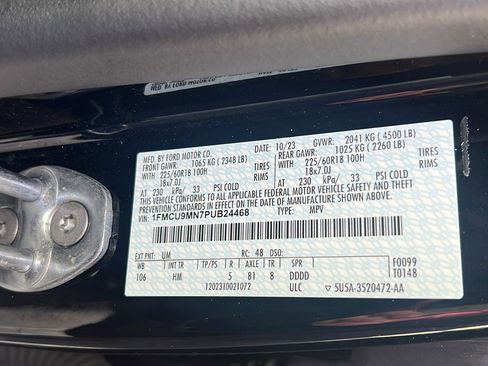 MFD BY FORD MOTOR CO.
10/23 GVWR: 2041 KG ( 4500 LB)
FRONT GAWR: 1065 KG ( 2348 LB) REAR GAWR: 1025 KG ( 2260 LB)
WITH 225/60R18 100H TIRES WITH 225/60R18 100H TIRES
18x7.0J RIMS 18x7.0J RIMS
AT 230 kPa/ 33 PSI COLD AT 230 kPa/ 33 PSI COLD
THIS VEHICLE CONFORMS TO ALL APPLICABLE FEDERAL MOTOR VEHICLE SAFETY AND THEFT
PREVENTION STANDARDS IN EFFECT ON THE DATE OF MANUFACTURE SHOWN ABOVE.
VIN: 1FMCU9MN7PUB24468
TYPE: MPV
EXT PNT: UM RC: 48 DSO:
WB INT TR TP/PS R AXLE TR SPR
106 HM 5 81 8 DDDD
F0099
T0148
1202310021072 ULC ▽ 5U5A-3520472-AA